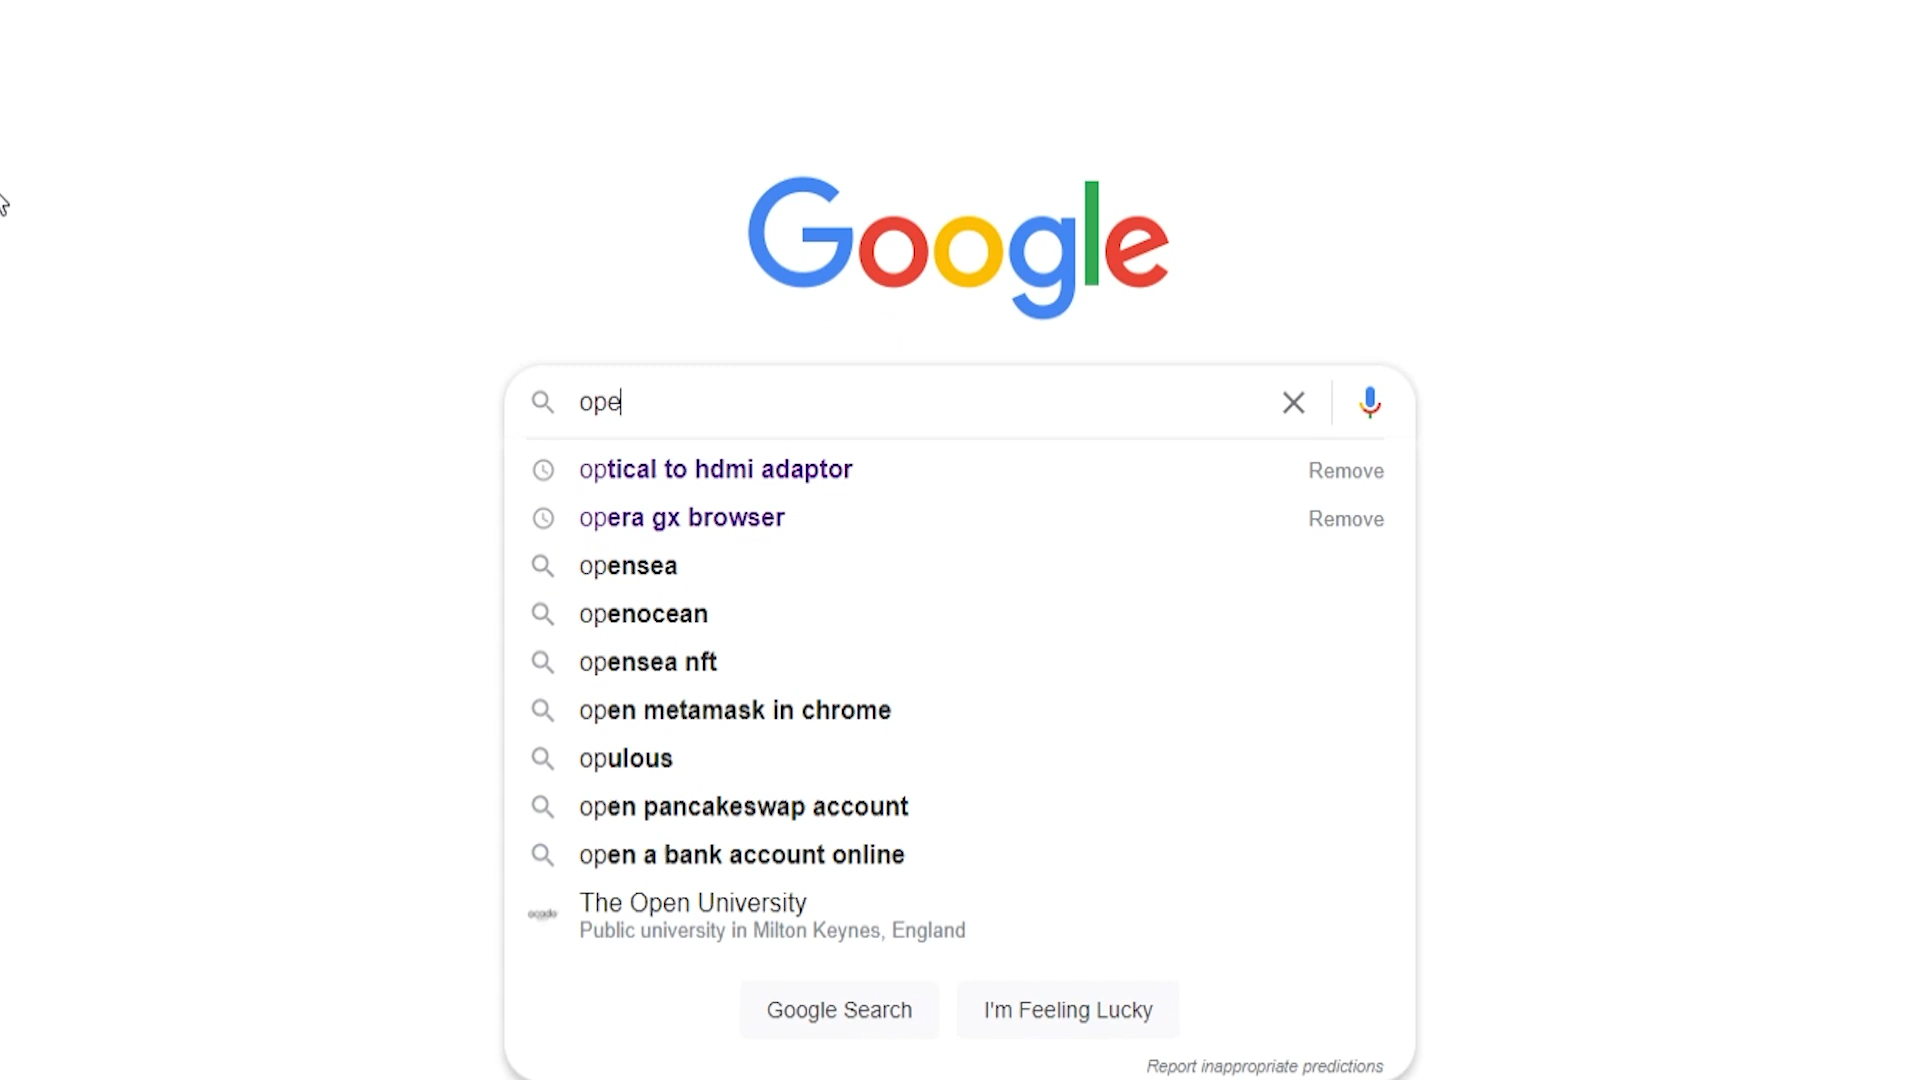 Google
ope
optical to hdmi adaptor Remove
opera gx browser Remove
opensea
openocean
opensea nft
open metamask in chrome
opulous
open pancakeswap account
open a bank account online
The Open University
Public university in Milton Keynes, England
Google Search I'm Feeling Lucky
Report inappropriate predictions